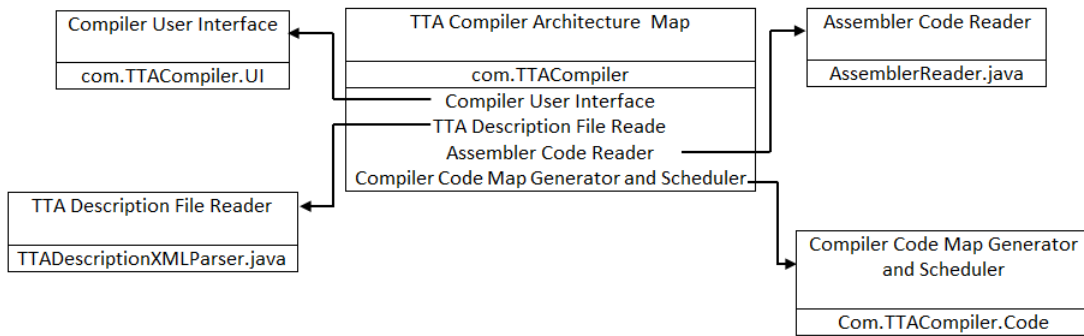 Compiler User Interface
com.TTACompiler.UI
TTA Compiler Architecture Map
com.TTACompiler
Compiler User Interface
TTA Description File Reade
Assembler Code Reader
Compiler Code Map Generator and Scheduler
Assembler Code Reader
AssemblerReader.java
TTA Description File Reader
TTADescriptionXMLParser.java
Compiler Code Map Generator
and Scheduler
Com.TTACompiler.Code